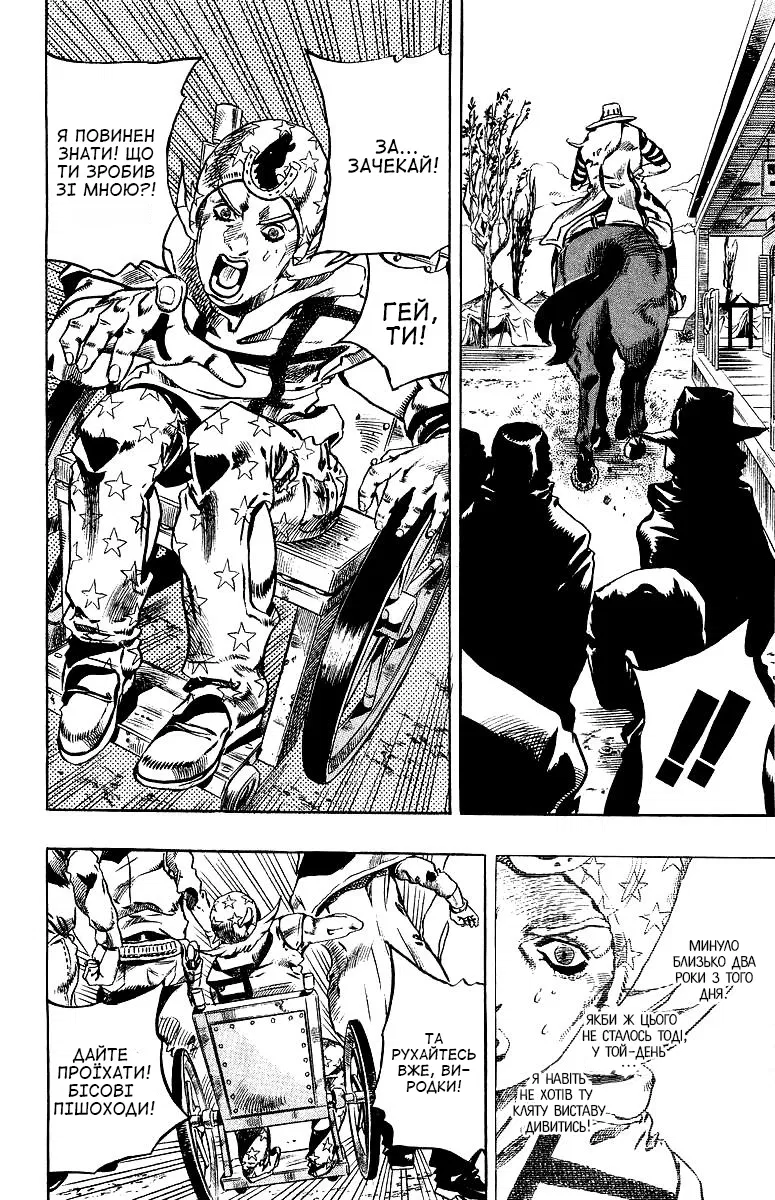 !!
ЗА...
ЗАЧЕКАЙ!
ГЕЙ,
ТИ!
Я ПОВИНЕН
ЗНАТИ! ЩО
ТИ ЗРОБИВ
ЗІ МНОЮ?!
МИНУЛО
БЛИЗЬКО ДВА
РОКИ З ТОГО
ДНЯ.
ЯКБИ Ж ЦЬОГО
НЕ СТАЛОСЬ ТОДІ,
У ТОЙ-ДЕНЬ
...
Я НАВІТЬ
НЕ ХОТІВ ТУ
КЛЯТУ ВИСТАВУ
ДИВИТИСЬ!
ТА
РУХАЙТЕСЬ
ВЖЕ, ВИ-
РОДКИ!
ДАЙТЕ
ПРОЇХАТИ!
БІСОВІ
ПІШОХОДИ!